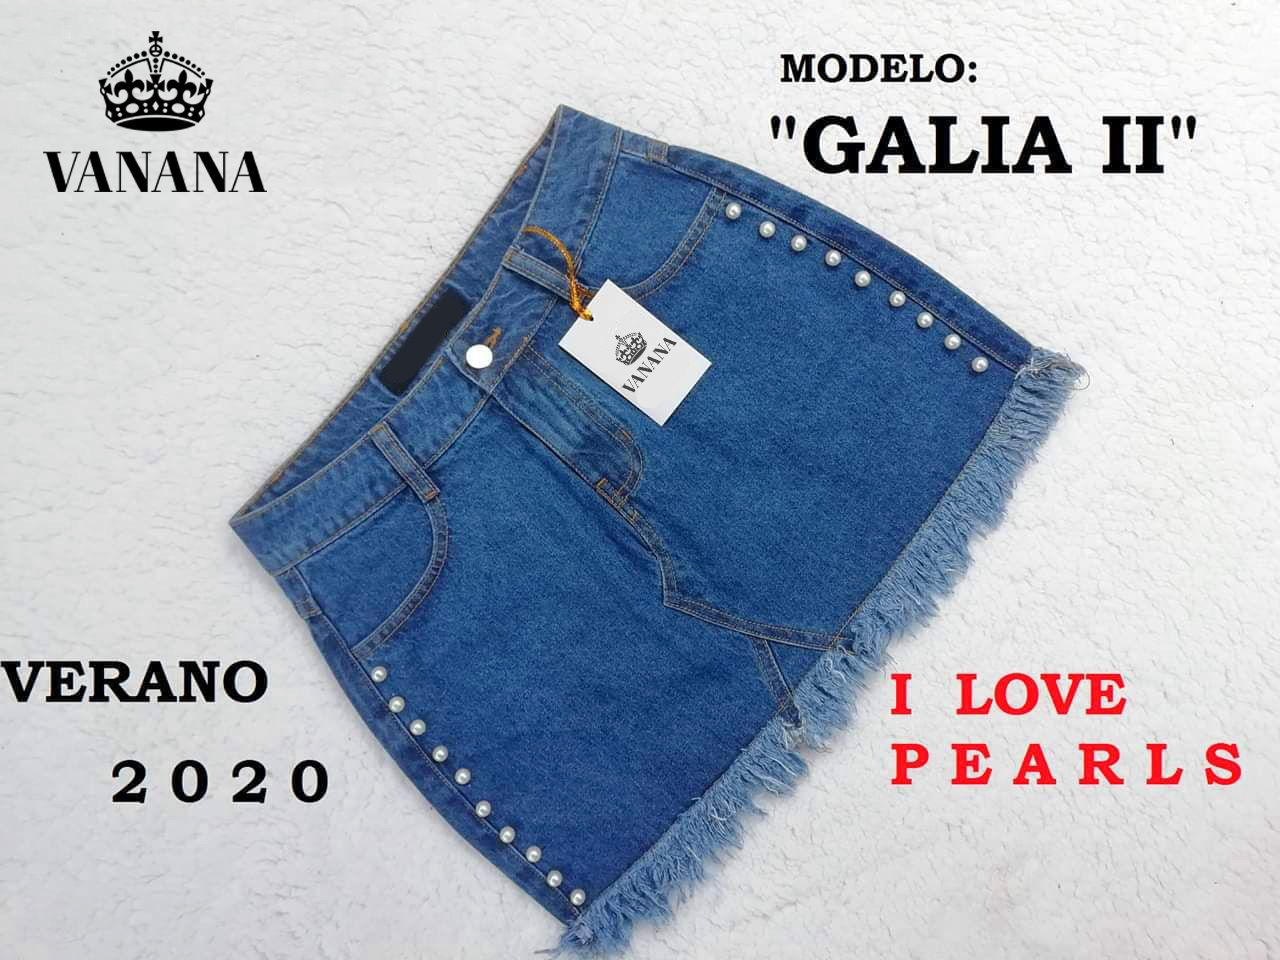 VANANA
MODELO:
"GALIA II"
VANANA
VERANO
2 0 2 0
I LOVE
P E A R L S